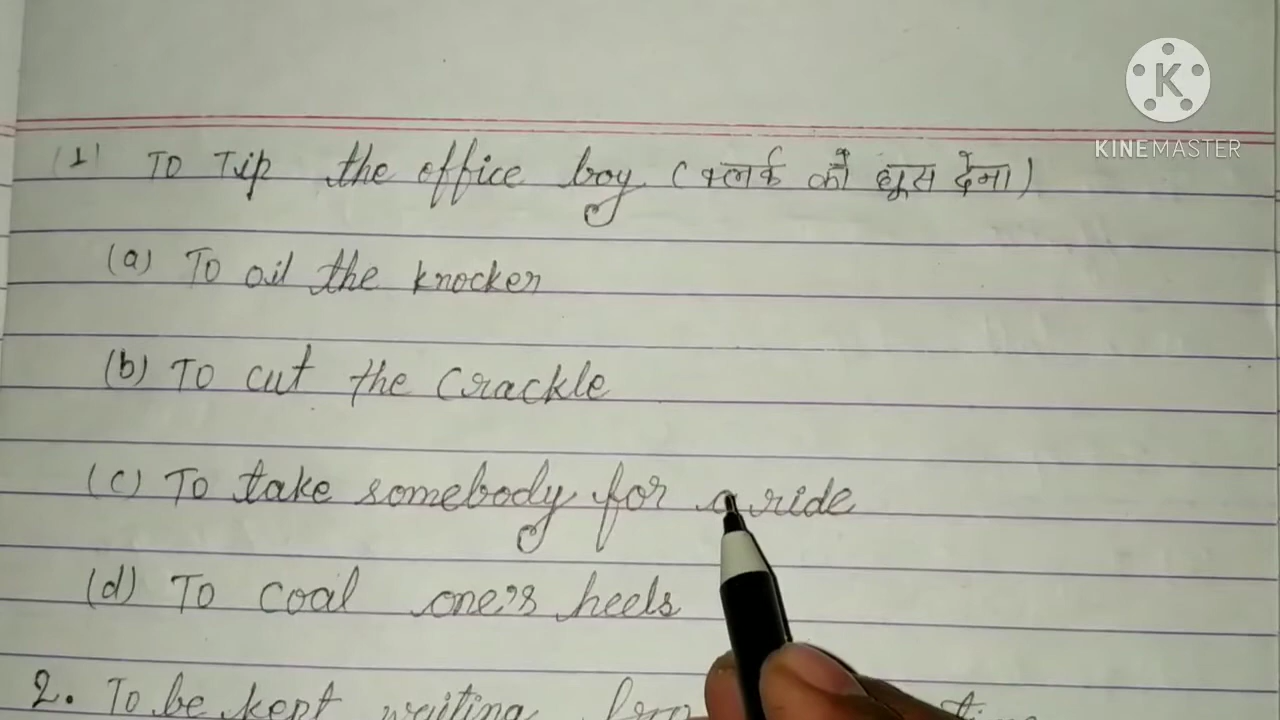 K
KINEMASTER
(1) To Tip the office boy (क्लर्क को घूस देना)
(a) To oil the knocker
(b) To cut the Crackle
(c) To take somebody for a ride
(d) To coal one's heels
2. To be kept waiting